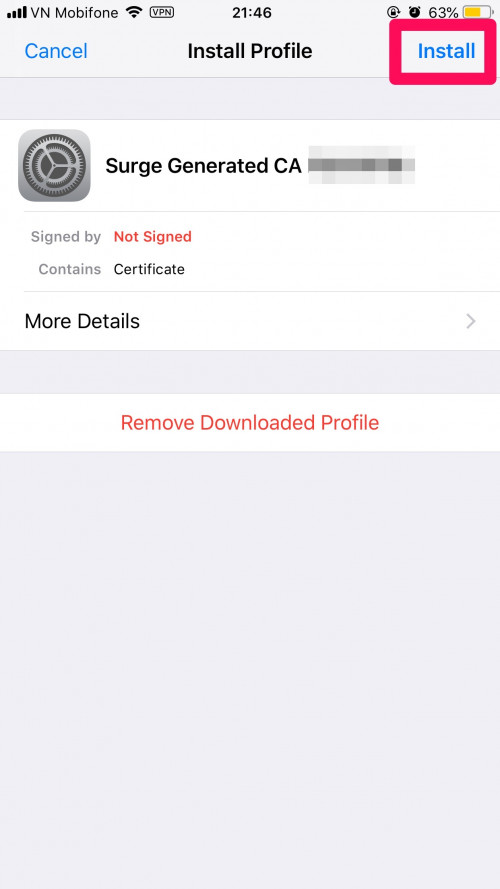 VN Mobifone VPN 21:46 63%
Cancel Install Profile Install
Surge Generated CA
Signed by Not Signed
Contains Certificate
More Details
Remove Downloaded Profile